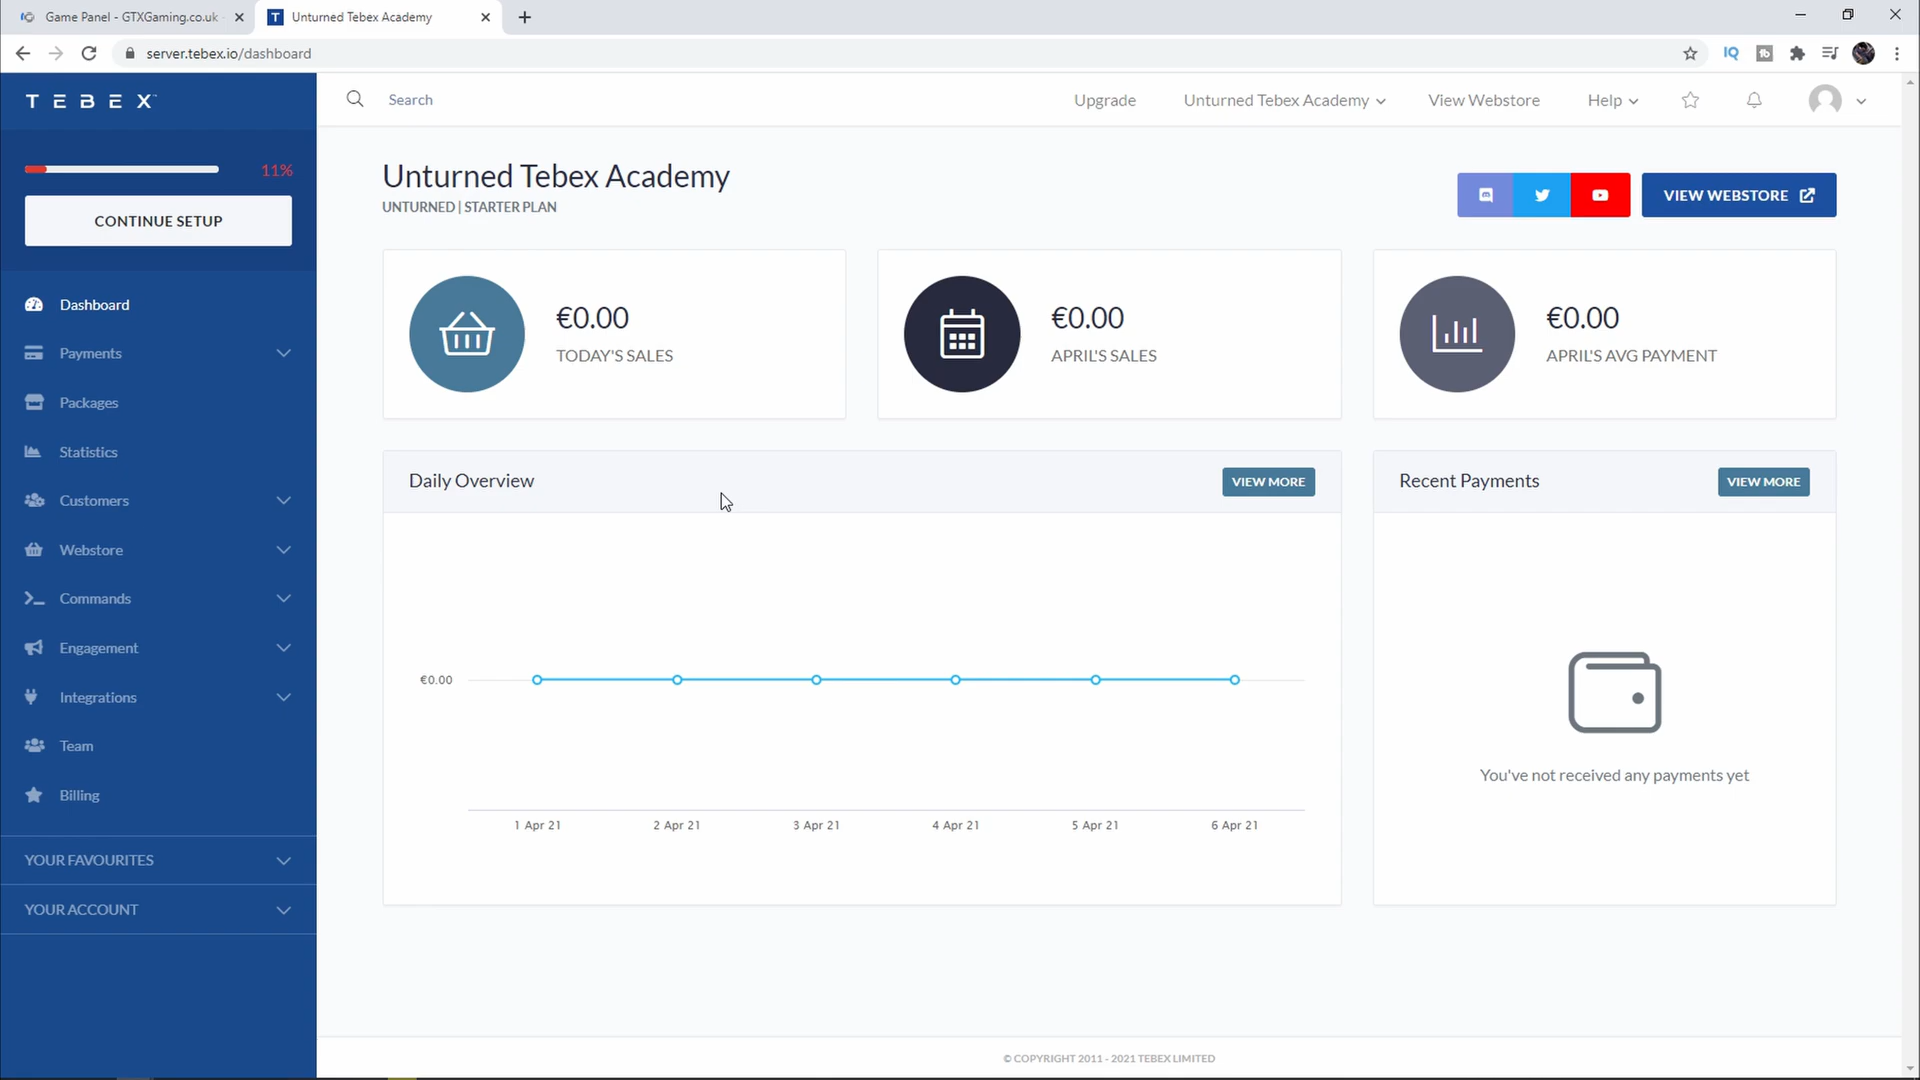 Game Panel - GTXGaming.co.uk
Unturned Tebex Academy
server.tebex.io/dashboard
TEBEX™
Search
Upgrade
Unturned Tebex Academy
View Webstore
Help
11%
CONTINUE SETUP
Dashboard
Payments
Packages
Statistics
Customers
Webstore
Commands
Engagement
Integrations
Team
Billing
YOUR FAVOURITES
YOUR ACCOUNT
Unturned Tebex Academy
UNTURNED | STARTER PLAN
VIEW WEBSTORE
€0.00
TODAY'S SALES
€0.00
APRIL'S SALES
€0.00
APRIL'S AVG PAYMENT
Daily Overview
VIEW MORE
€0.00
1 Apr 21
2 Apr 21
3 Apr 21
4 Apr 21
5 Apr 21
6 Apr 21
Recent Payments
VIEW MORE
You've not received any payments yet
© COPYRIGHT 2011 - 2021 TEBEX LIMITED